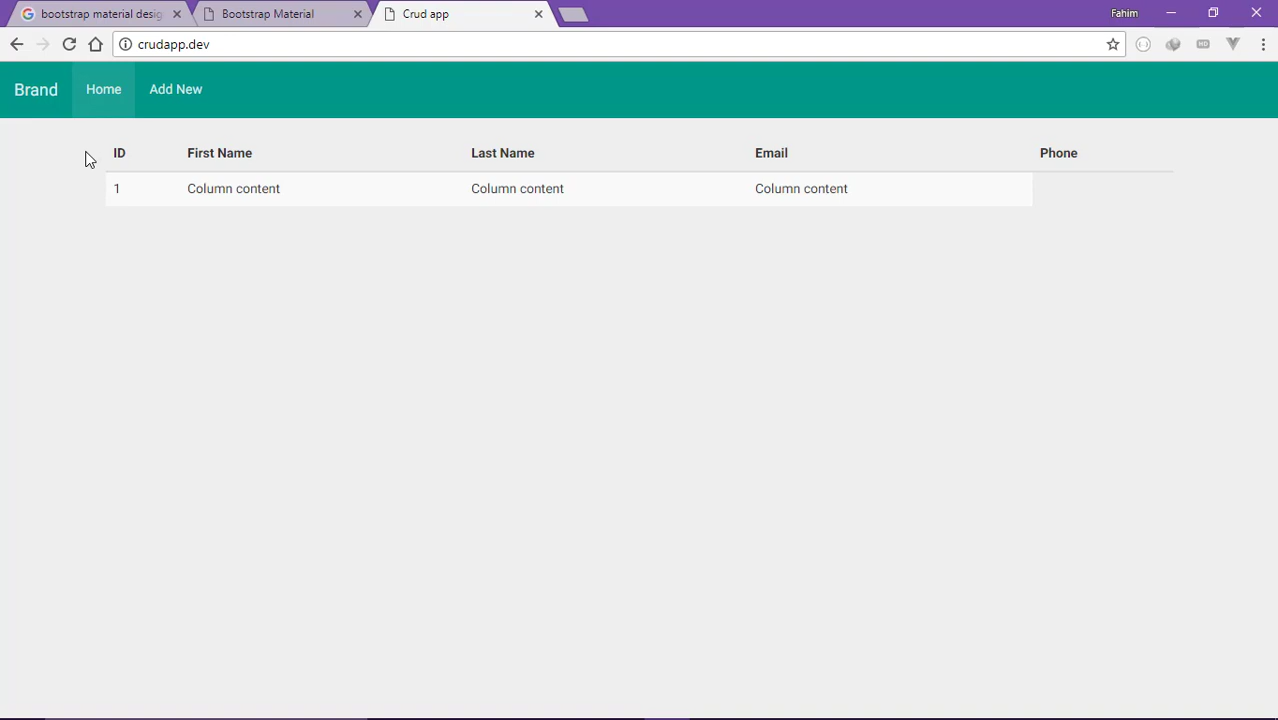 bootstrap material desig
Bootstrap Material
Crud app
Fahim
crudapp.dev
HD
Brand
Home
Add New
ID First Name Last Name Email Phone
1 Column content Column content Column content